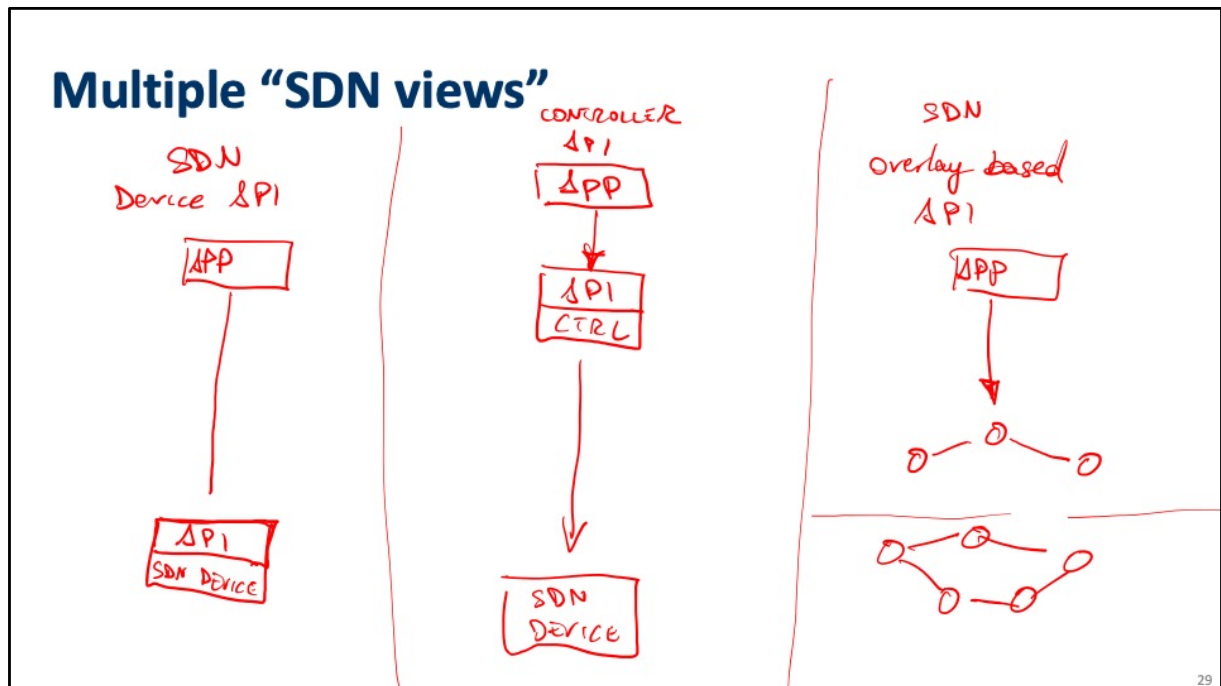 Multiple “SDN views”
SDN
Device API
APP
API
SDN DEVICE
CONTROLLER
API
APP
API
CTRL
SDN
DEVICE
SDN
Overlay based
API
APP
29